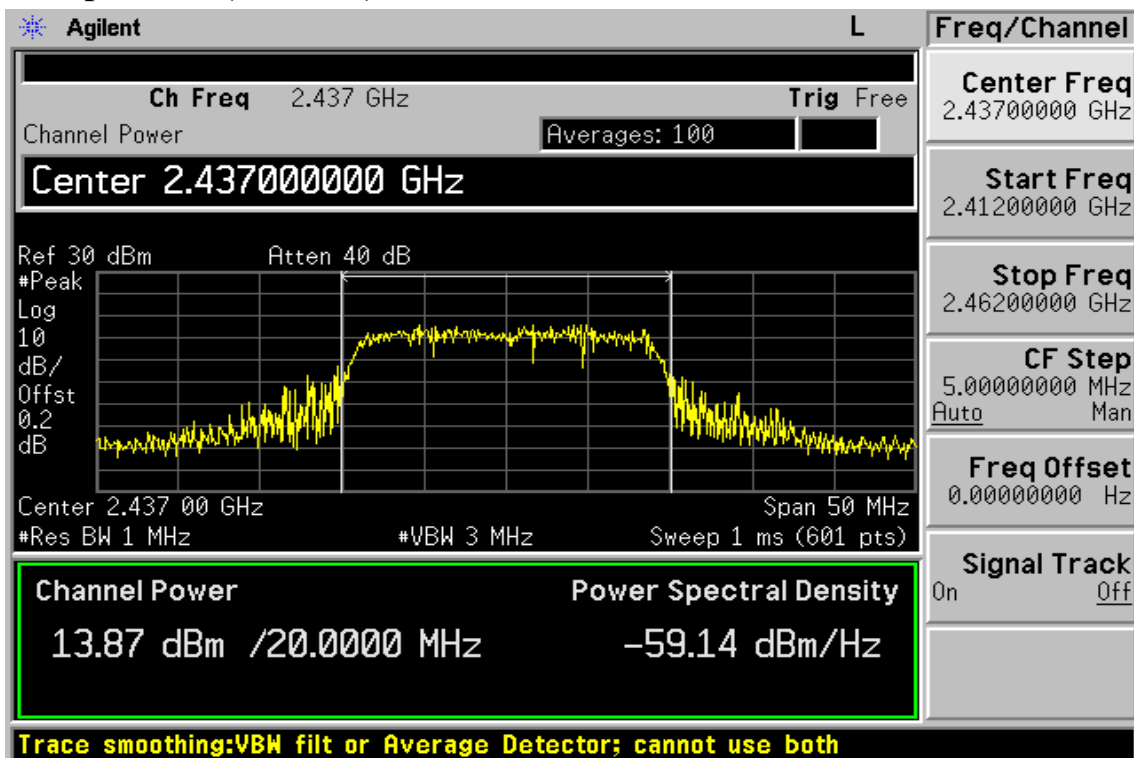 Agilent L Freq/Channel
Ch Freq 2.437 GHz Trig Free
Channel Power Averages: 100
Center 2.437000000 GHz
Ref 30 dBm Atten 40 dB
#Peak
Log
10
dB/
Offst
0.2
dB
Center 2.437 00 GHz Span 50 MHz
#Res BW 1 MHz #VBW 3 MHz Sweep 1 ms (601 pts)
Channel Power Power Spectral Density
13.87 dBm /20.0000 MHz -59.14 dBm/Hz
Trace smoothing:VBW filt or Average Detector; cannot use both
Center Freq
2.43700000 GHz
Start Freq
2.41200000 GHz
Stop Freq
2.46200000 GHz
CF Step
5.00000000 MHz
Auto Man
Freq Offset
0.00000000 Hz
Signal Track
On Off